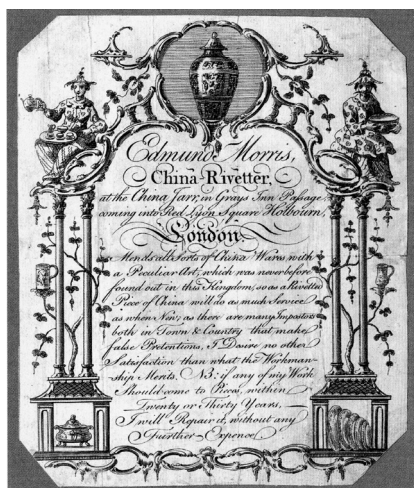 Edmund Morris,
China-Rivetter,
at the China Jarr, in Grays Inn Passage,
coming into Red Lyon Square Holbourn,
London.
Mends all Sorts of China Ware with
a Peculiar Art, which was never before
found out in this Kingdom, so as a Rivetted
Piece of China will do as much Service
as when New; as there are many Impostors
both in Town & Country that make
false Pretentions, I Desire no other
Satisfaction than what the Workman-
ship Merits. NB: if any of my Work
Should come to Pieces, within
Twenty or Thirty Years,
I will Repair it, without any
Further Expence.